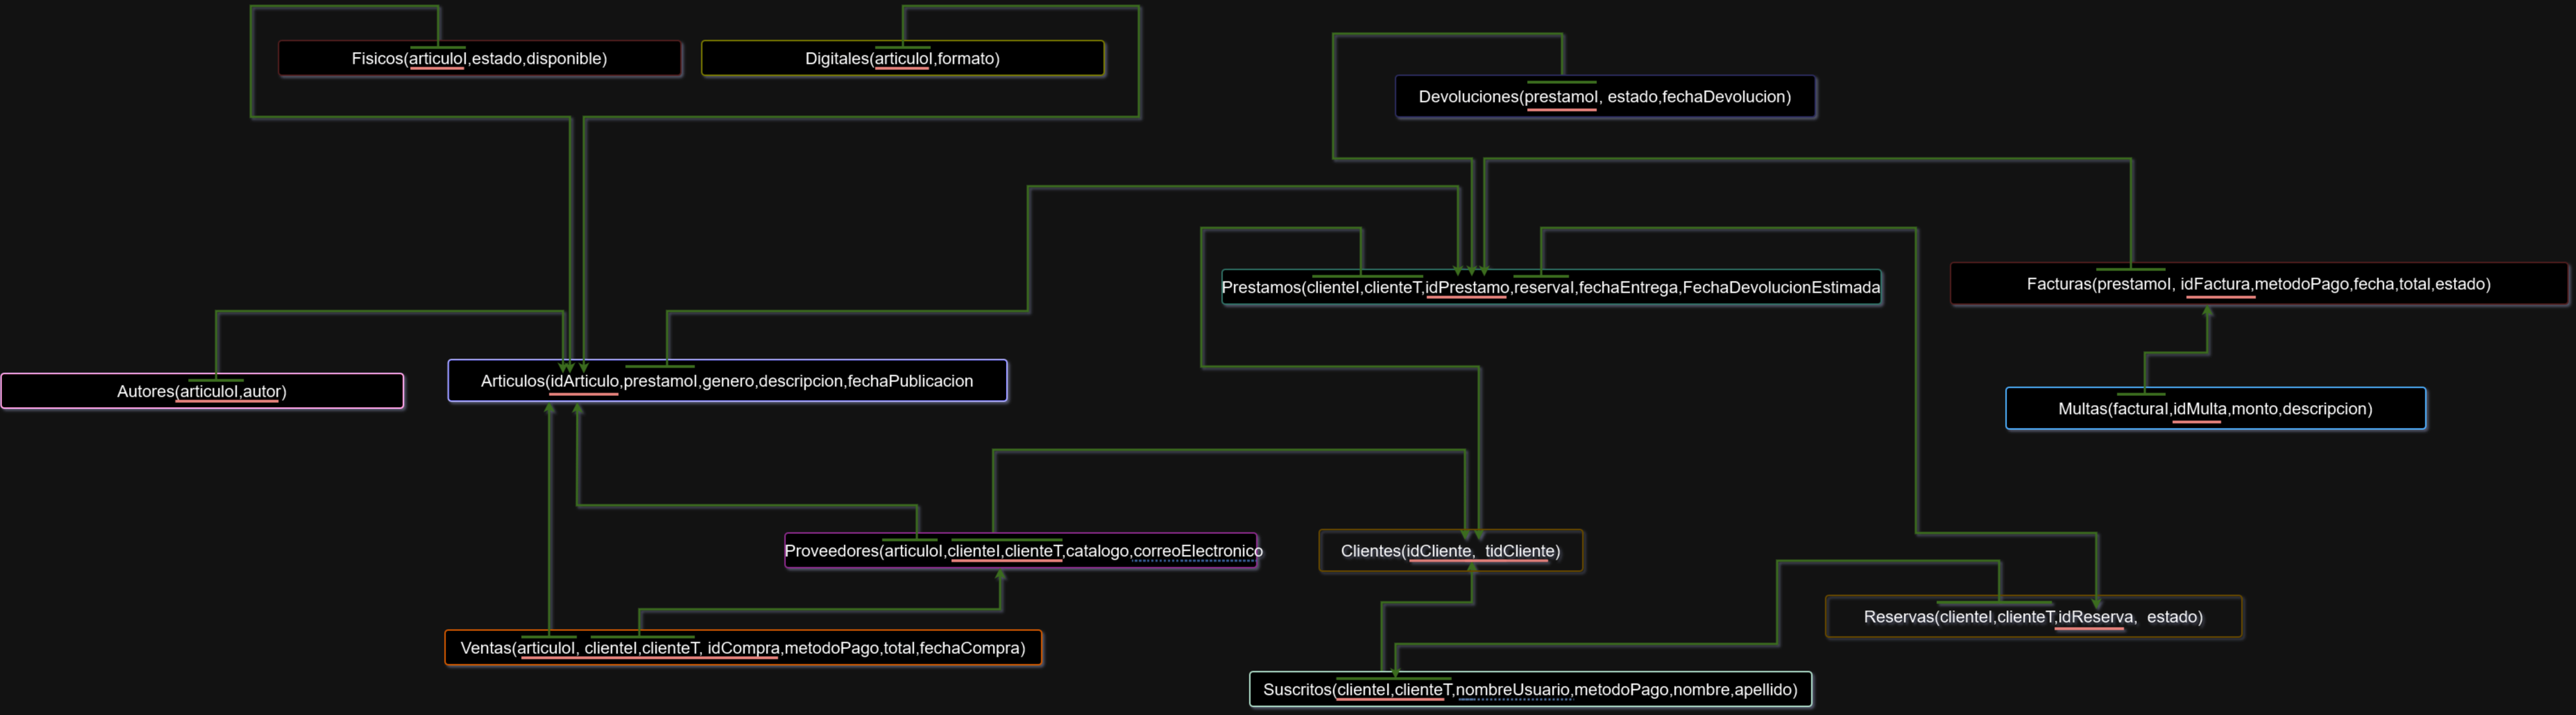 Fisicos(articuloI,estado,disponible)
Digitales(articuloI,formato)
Devoluciones(prestamoI, estado,fechaDevolucion)
Prestamos(clienteI,clienteT,idPrestamo,reservaI,fechaEntrega,FechaDevolucionEstimada
Facturas(prestamoI, idFactura,metodoPago,fecha,total,estado)
Autores(articuloI,autor)
Articulos(idArticulo,prestamoI,genero,descripcion,fechaPublicacion
Multas(facturaI,idMulta,monto,descripcion)
Proveedores(articuloI,clienteI,clienteT,catalogo,correoElectronico
Clientes(idCliente, tidCliente)
Reservas(clienteI,clienteT,idReserva, estado)
Ventas(articuloI, clienteI,clienteT, idCompra,metodoPago,total,fechaCompra)
Suscritos(clienteI,clienteT,nombreUsuario,metodoPago,nombre,apellido)